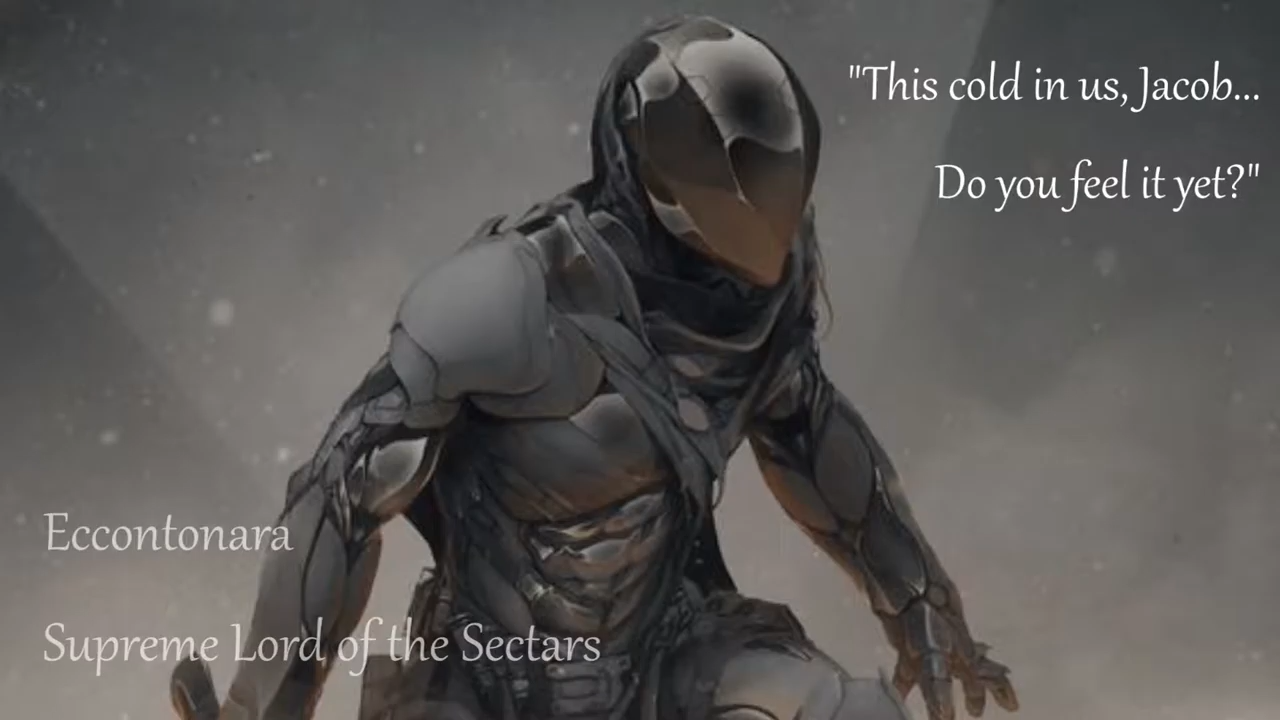 "This cold in us, Jacob...
Do you feel it yet?"
Eccontonara
Supreme Lord of the Sectars